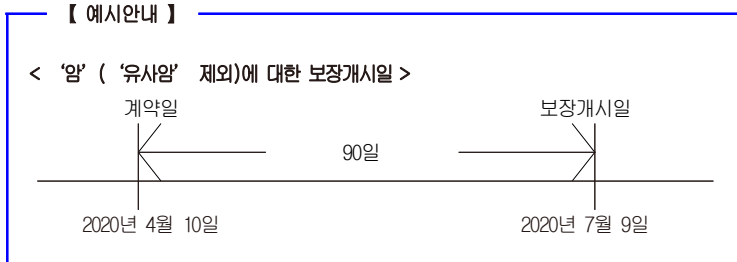 【 예시안내 】
< ‘암’ ( ‘유사암’ 제외)에 대한 보장개시일 >
계약일 보장개시일
90일
2020년 4월 10일 2020년 7월 9일